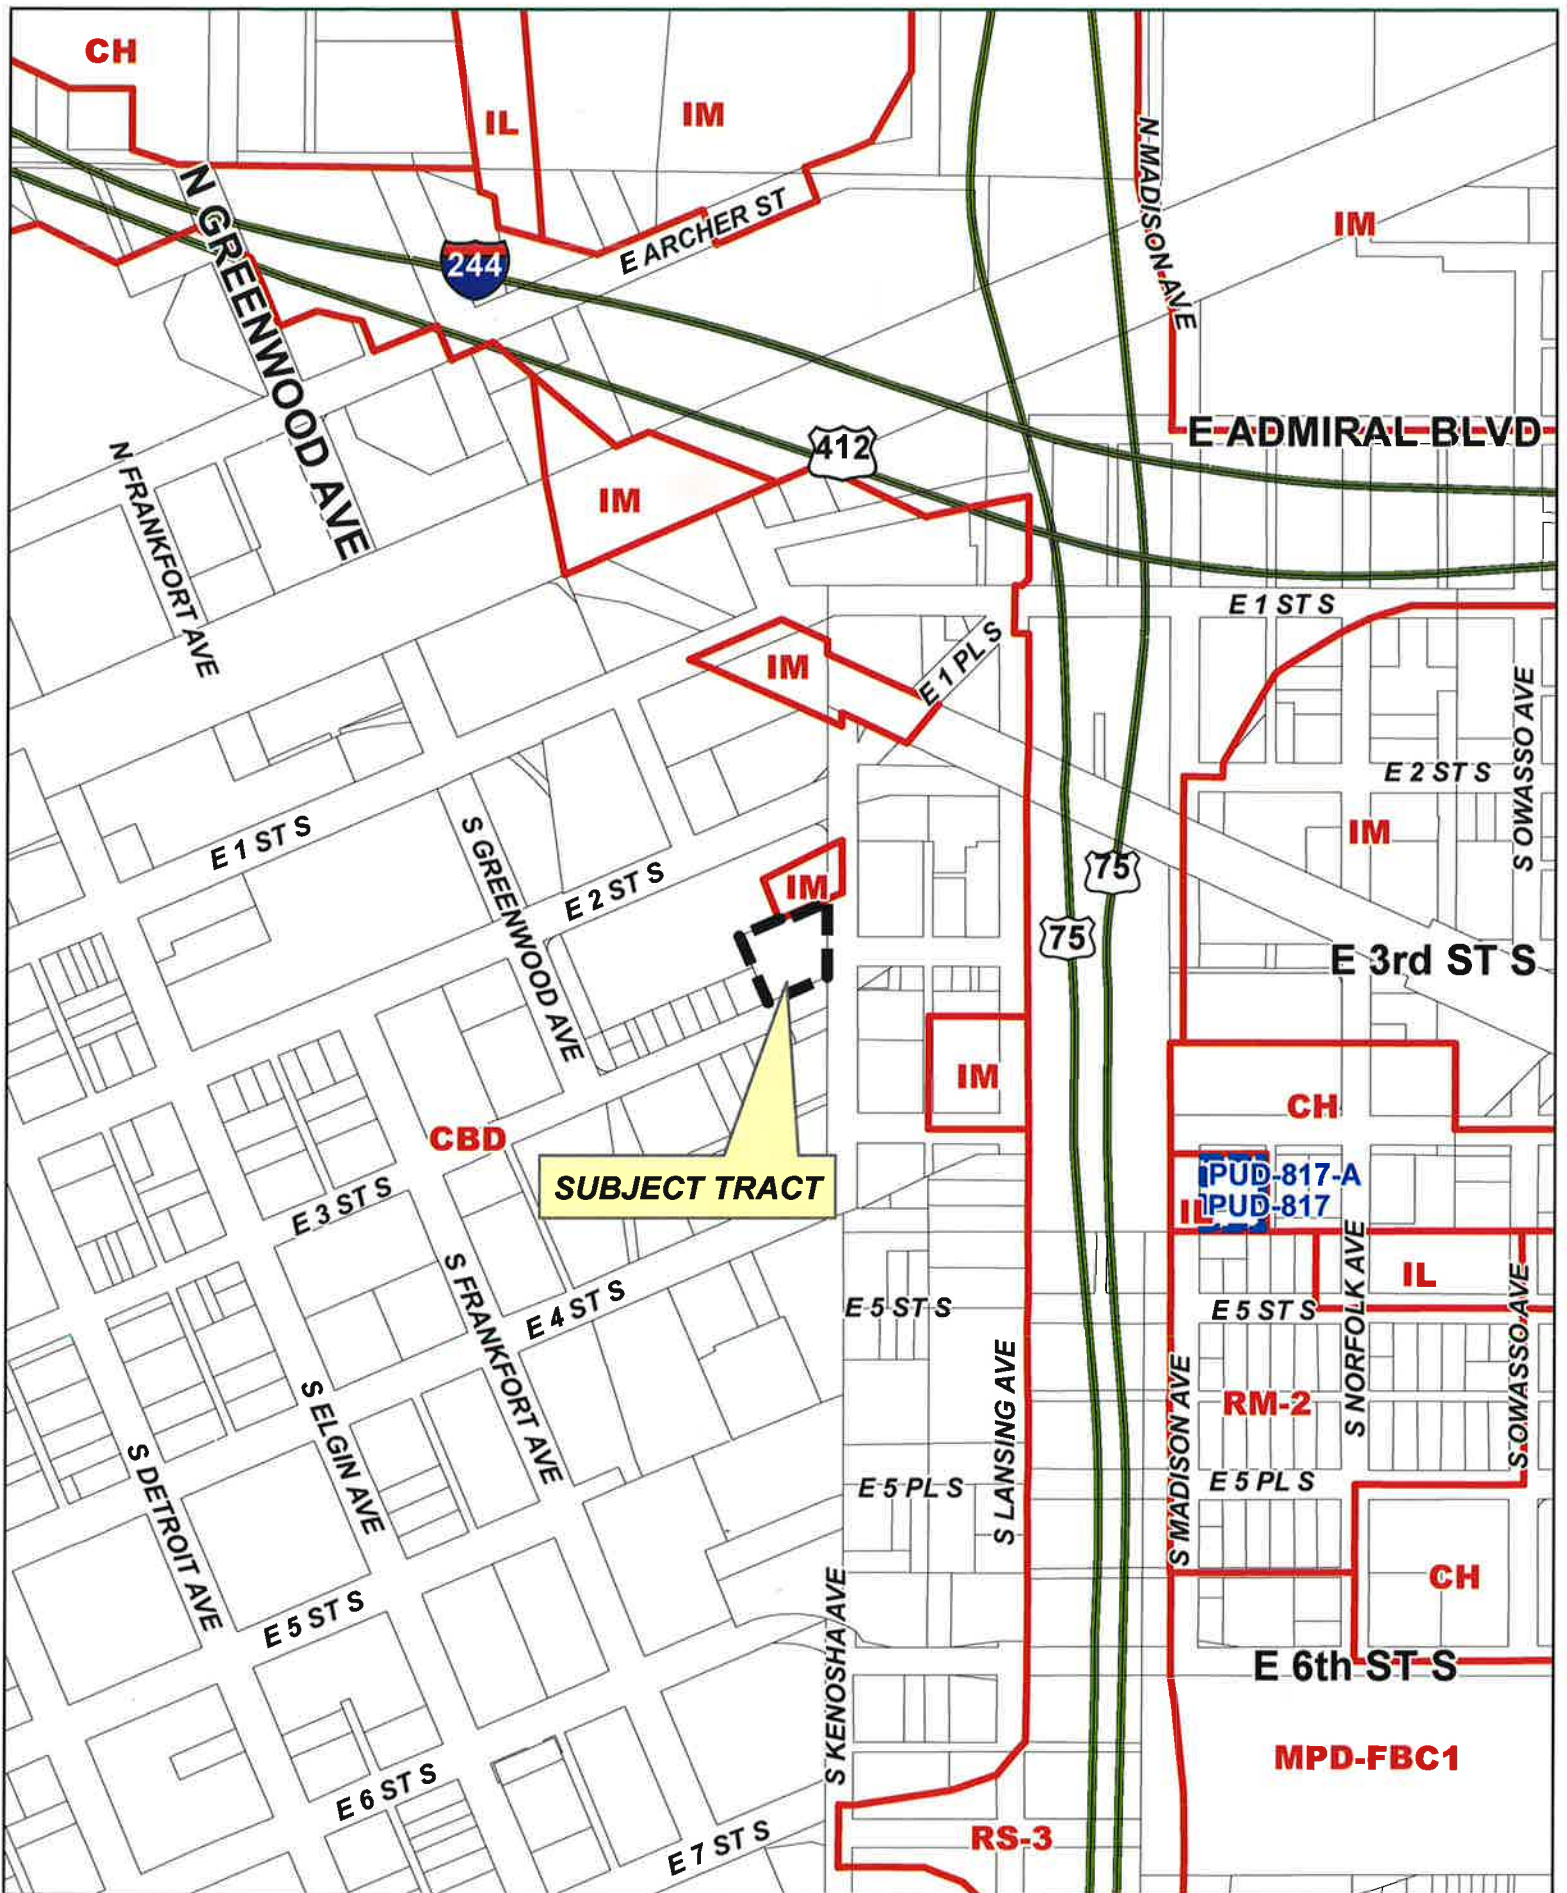 CH
IL
IM
N GREENWOOD AVE
244
E ARCHER ST
N MADISON AVE
IM
412
E ADMIRAL BLVD
N FRANKFORT AVE
IM
E 1 ST S
IM
E 1 PL S
S OWASSO AVE
E 2 ST S
IM
E 1 ST S
S GREENWOOD AVE
E 2 ST S
IM
75
75
E 3rd ST S
IM
CH
CBD
SUBJECT TRACT
PUD-817-A
PUD-817
IL
E 3 ST S
S FRANKFORT AVE
E 4 ST S
E 5 ST S
E 5 ST S
IL
S NORFOLK AVE
S OWASSO AVE
S LANSING AVE
S MADISON AVE
RM-2
S ELGIN AVE
S DETROIT AVE
E 5 PL S
E 5 PL S
CH
E 5 ST S
S KENOSHA AVE
E 6th ST S
MPD-FBC1
E 6 ST S
E 7 ST S
RS-3